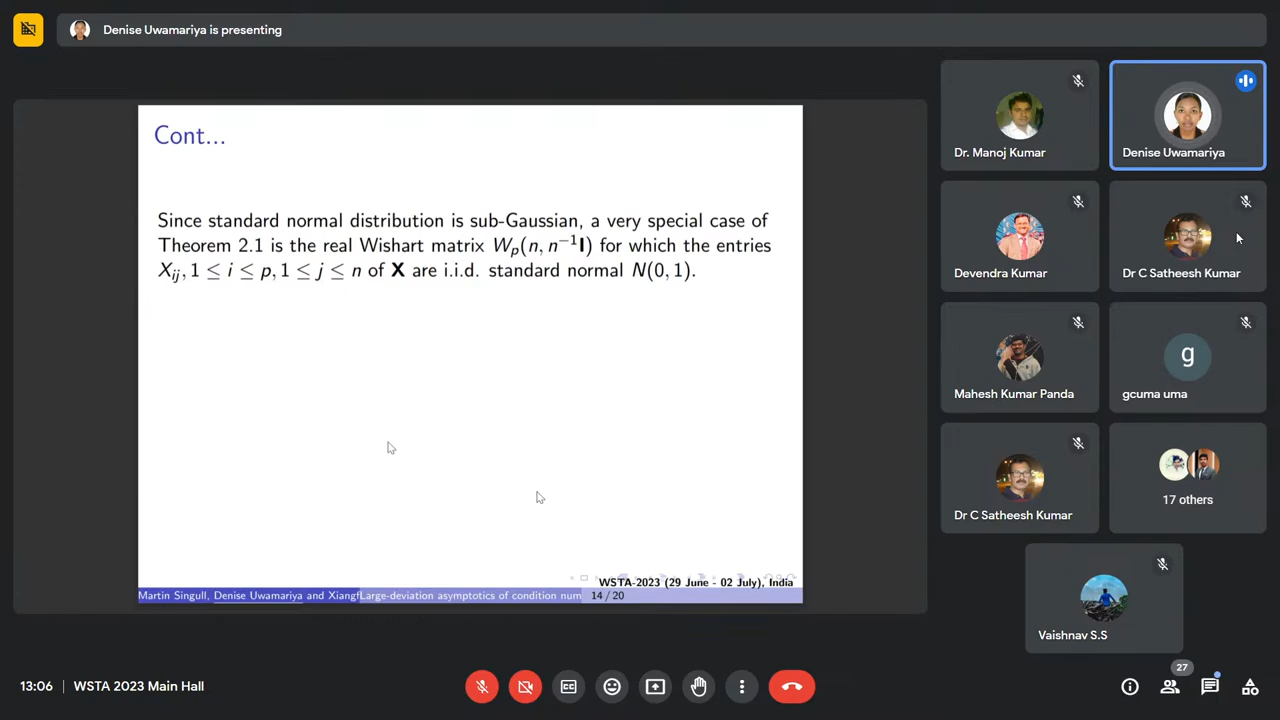 Denise Uwamariya is presenting
Cont...
Since standard normal distribution is sub-Gaussian, a very special case of
Theorem 2.1 is the real Wishart matrix Wₚ(n, n⁻¹I) for which the entries
Xᵢⱼ, 1 ≤ i ≤ p, 1 ≤ j ≤ n of X are i.i.d. standard normal N(0, 1).
WSTA-2023 (29 June - 02 July), India
Martin Singull, Denise Uwamariya and Xiangf Large-deviation asymptotics of condition num 14 / 20
Dr. Manoj Kumar
Denise Uwamariya
Devendra Kumar
Dr C Satheesh Kumar
Mahesh Kumar Panda
g
gcuma uma
Dr C Satheesh Kumar
17 others
Vaishnav S.S
13:06 | WSTA 2023 Main Hall
CC
27